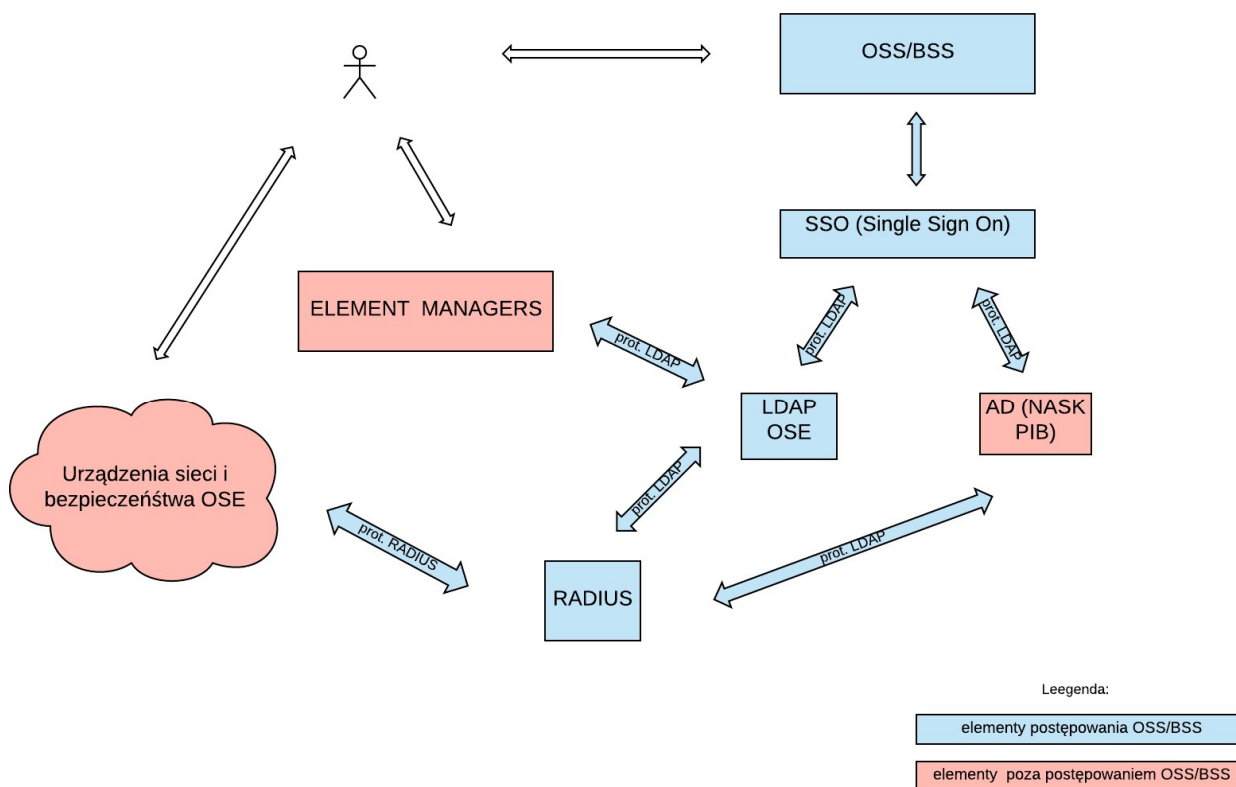 OSS/BSS
SSO (Single Sign On)
ELEMENT  MANAGERS
prot. LDAP
prot. LDAP
prot. LDAP
LDAP
OSE
AD (NASK
PIB)
Urządzenia sieci i
bezpieczeńśtwa OSE
prot. LDAP
prot. RADIUS
prot. LDAP
RADIUS
Leegenda:
elementy postępowania OSS/BSS
elementy  poza postępowaniem OSS/BSS